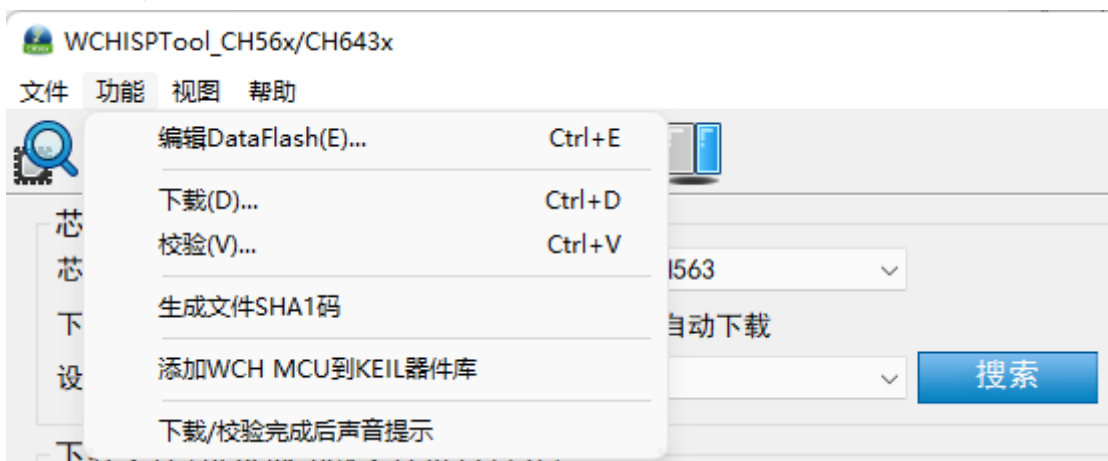 WCHISPTool_CH56x/CH643x
文件 功能 视图 帮助
编辑DataFlash(E)... Ctrl+E
下载(D)... Ctrl+D
芯
校验(V)... Ctrl+V
芯 563
生成文件SHA1码
下 自动下载
添加WCH MCU到KEIL器件库
设 搜索
下载/校验完成后声音提示
下